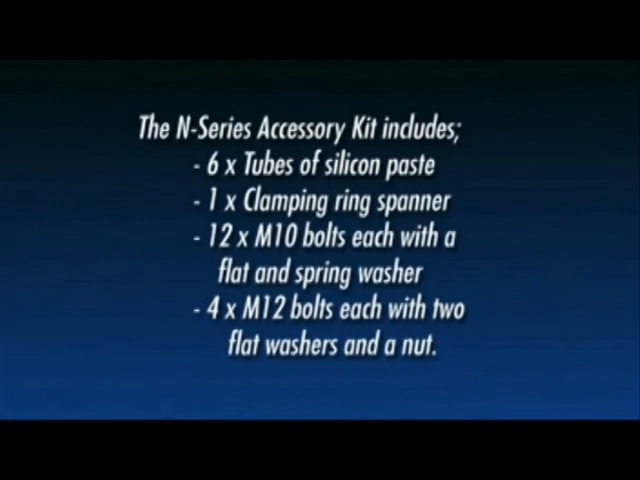 The N-Series Accessory Kit includes;
- 6 x Tubes of silicon paste
- 1 x Clamping ring spanner
- 12 x M10 bolts each with a
flat and spring washer
- 4 x M12 bolts each with two
flat washers and a nut.